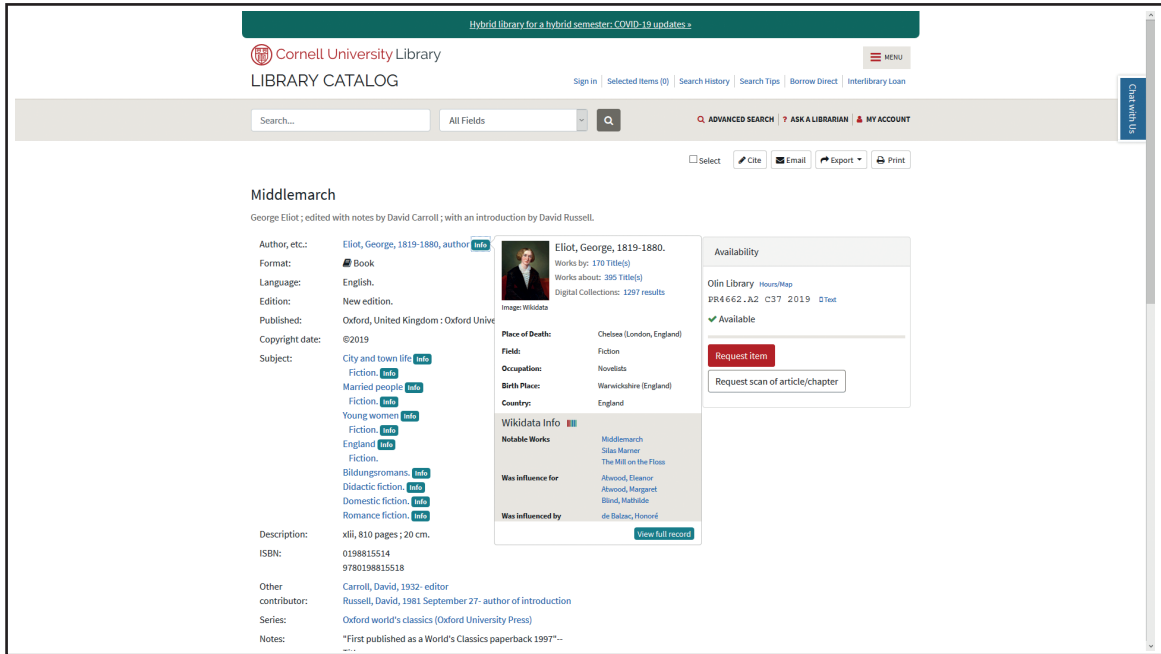 Hybrid library for a hybrid semester: COVID-19 updates »
Cornell University Library
MENU
LIBRARY CATALOG
Sign in | Selected Items (0) | Search History | Search Tips | Borrow Direct | Interlibrary Loan
Chat with Us
Search...
All Fields
ADVANCED SEARCH | ? ASK A LIBRARIAN | MY ACCOUNT
Select Cite Email Export Print
Middlemarch
George Eliot ; edited with notes by David Carroll ; with an introduction by David Russell.
Author, etc.: Eliot, George, 1819-1880, author Info
Format: Book
Language: English.
Edition: New edition.
Published: Oxford, United Kingdom : Oxford Unive
Copyright date: ©2019
Subject: City and town life Info
Fiction. Info
Married people Info
Fiction. Info
Young women Info
Fiction. Info
England Info
Fiction.
Bildungsromans. Info
Didactic fiction. Info
Domestic fiction. Info
Romance fiction. Info
Description: xlii, 810 pages ; 20 cm.
ISBN: 0198815514
9780198815518
Other contributor: Carroll, David, 1932- editor
Russell, David, 1981 September 27- author of introduction
Series: Oxford world's classics (Oxford University Press)
Notes: "First published as a World's Classics paperback 1997"--
Eliot, George, 1819-1880.
Works by: 170 Title(s)
Works about: 395 Title(s)
Digital Collections: 1297 results
Image: Wikidata
Place of Death: Chelsea (London, England)
Field: Fiction
Occupation: Novelists
Birth Place: Warwickshire (England)
Country: England
Wikidata Info
Notable Works Middlemarch
Silas Marner
The Mill on the Floss
Was influence for Atwood, Eleanor
Atwood, Margaret
Blind, Mathilde
Was influenced by de Balzac, Honoré
View full record
Availability
Olin Library Hours/Map
PR4662.A2 C37 2019 Text
Available
Request item
Request scan of article/chapter